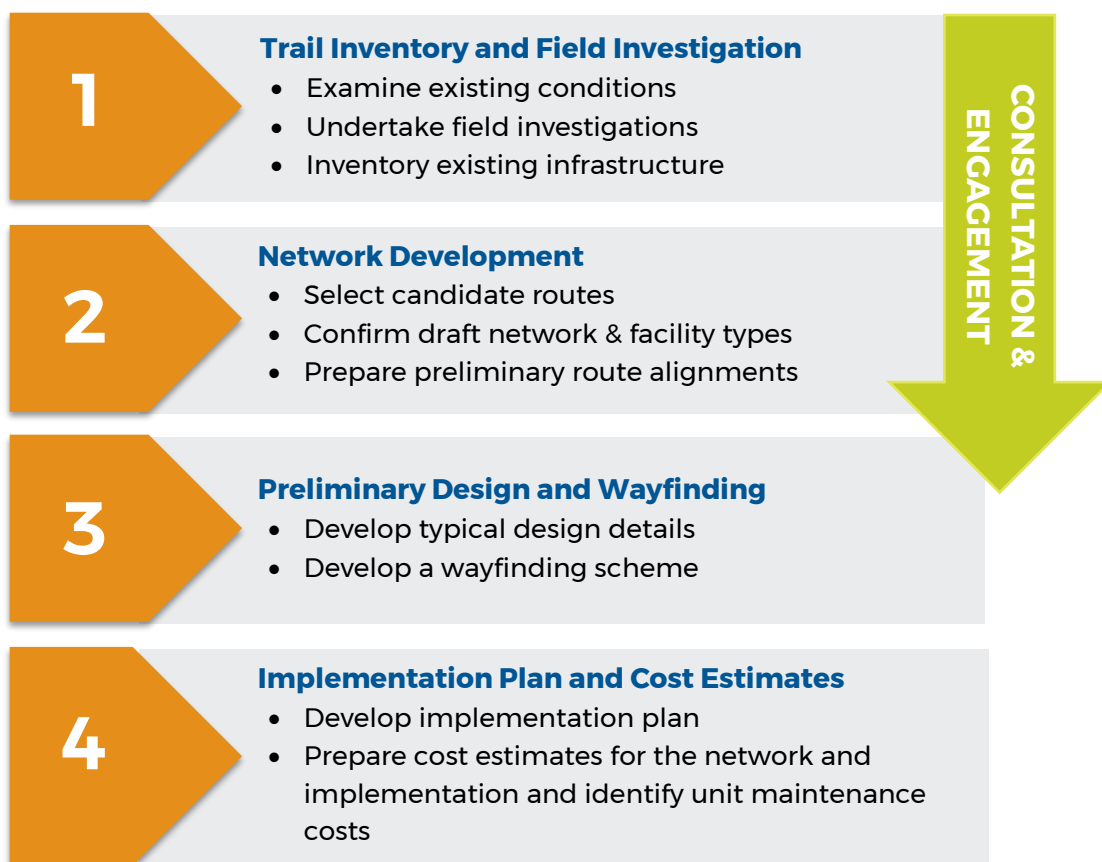 1
Trail Inventory and Field Investigation
• Examine existing conditions
• Undertake field investigations
• Inventory existing infrastructure
2
Network Development
• Select candidate routes
• Confirm draft network & facility types
• Prepare preliminary route alignments
3
Preliminary Design and Wayfinding
• Develop typical design details
• Develop a wayfinding scheme
4
Implementation Plan and Cost Estimates
• Develop implementation plan
• Prepare cost estimates for the network and
implementation and identify unit maintenance
costs
CONSULTATION &
ENGAGEMENT